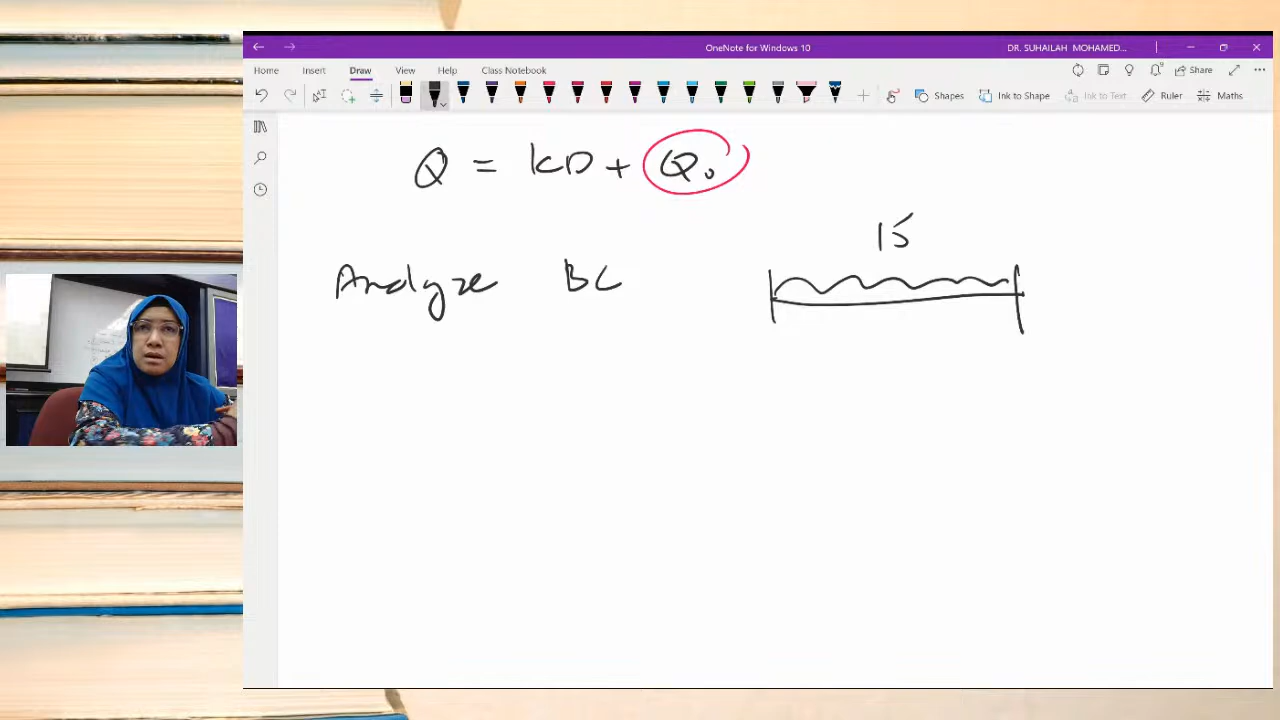 OneNote for Windows 10
DR. SUHAILAH MOHAMED...
Home Insert Draw View Help Class Notebook
Share
Shapes Ink to Shape Ink to Text Ruler Maths
Q = KD + Q₀
15
Analyze BC